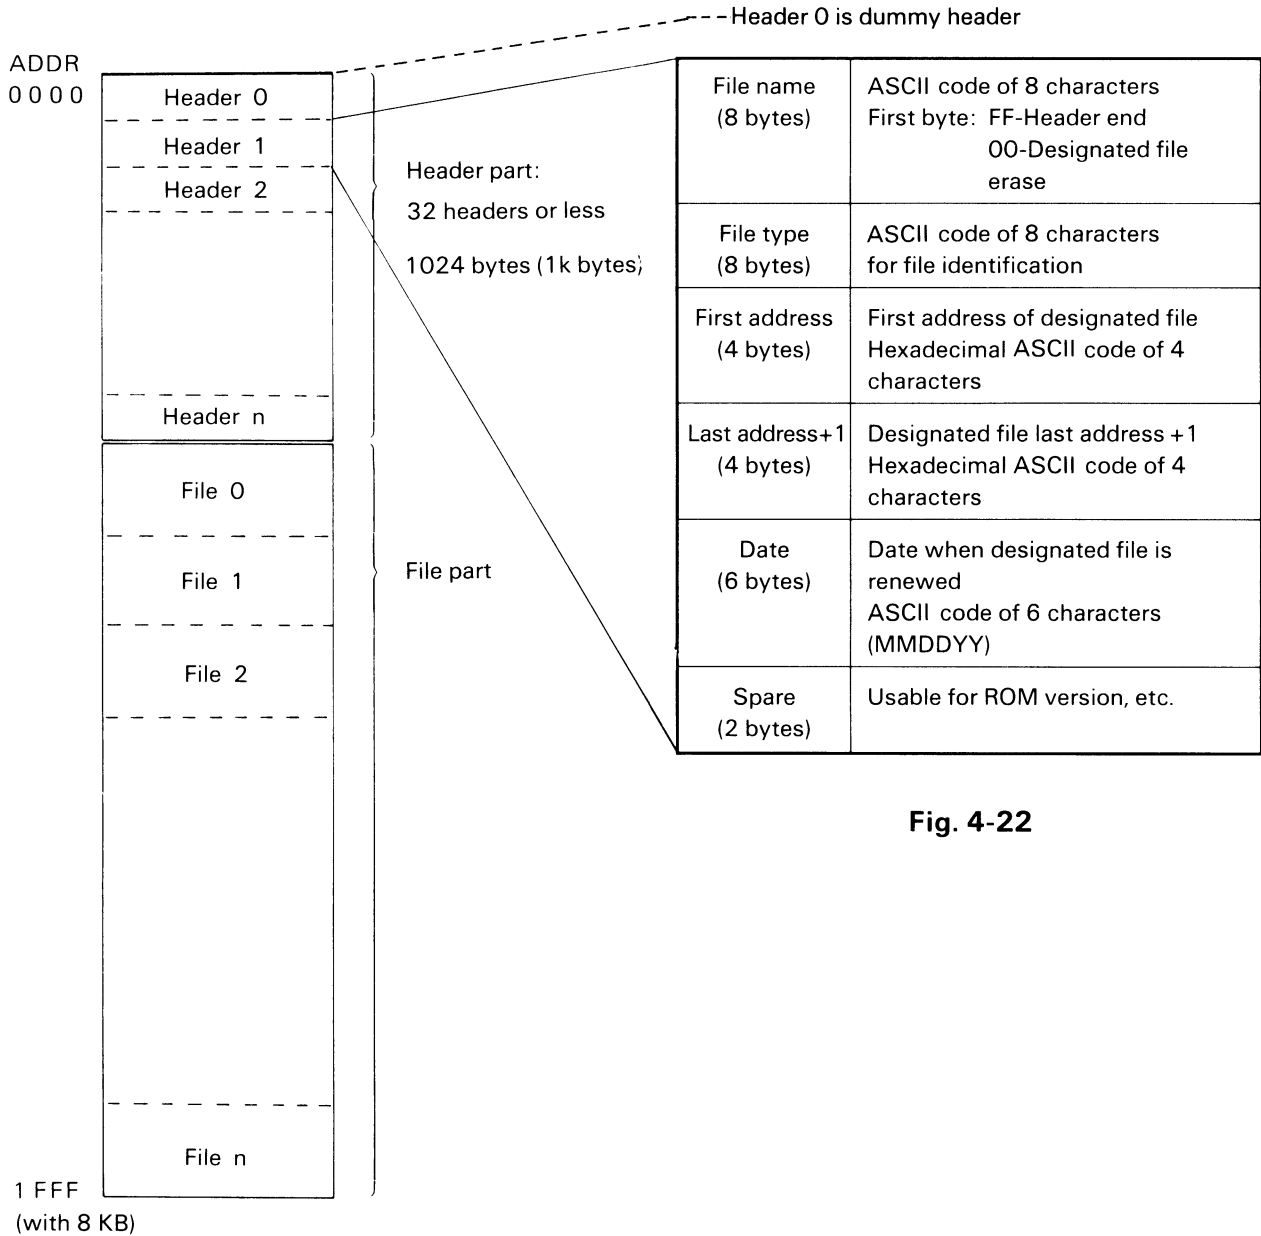 Header 0 is dummy header
ADDR
0000
Header 0
Header 1
Header 2
Header n
File 0
File 1
File 2
File n
1FFF
(with 8 KB)
Header part:
32 headers or less
1024 bytes (1k bytes)
File part
File name
(8 bytes)
ASCII code of 8 characters
First byte: FF-Header end
00-Designated file
erase
File type
(8 bytes)
ASCII code of 8 characters
for file identification
First address
(4 bytes)
First address of designated file
Hexadecimal ASCII code of 4
characters
Last address+1
(4 bytes)
Designated file last address +1
Hexadecimal ASCII code of 4
characters
Date
(6 bytes)
Date when designated file is
renewed
ASCII code of 6 characters
(MMDDYY)
Spare
(2 bytes)
Usable for ROM version, etc.
Fig. 4-22